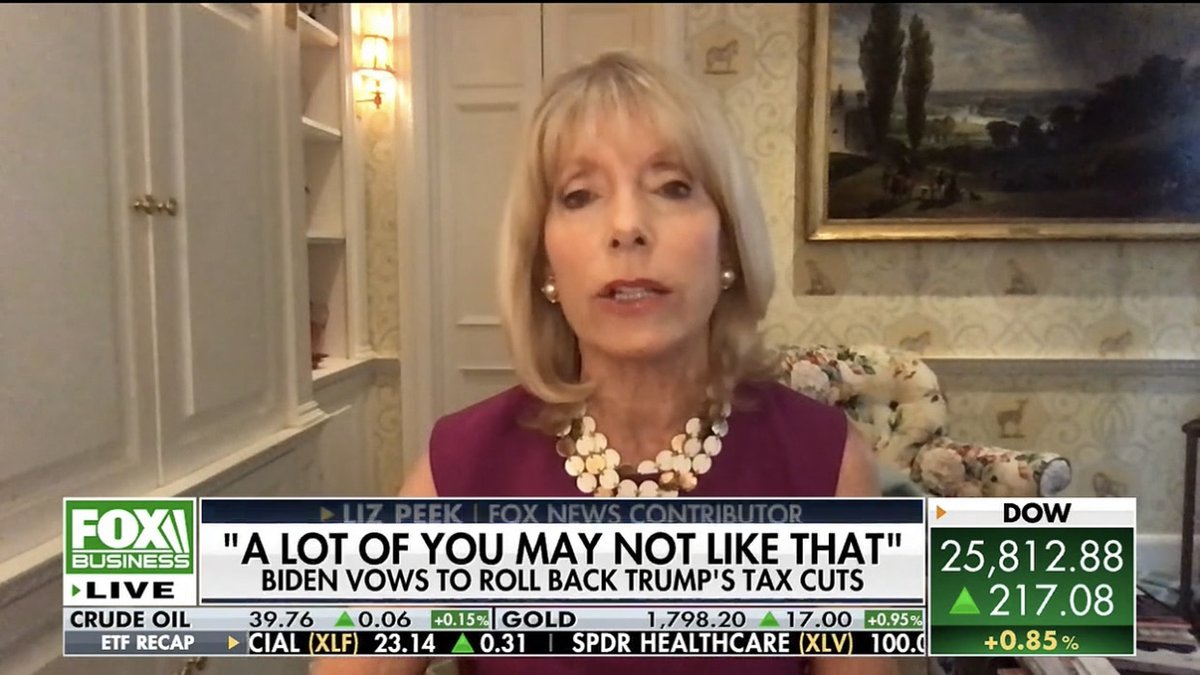 FOX
BUSINESS
LIVE
LIZ PEEK | FOX NEWS CONTRIBUTOR
"A LOT OF YOU MAY NOT LIKE THAT"
BIDEN VOWS TO ROLL BACK TRUMP'S TAX CUTS
DOW
25,812.88
217.08
+0.85%
CRUDE OIL 39.76 0.06 +0.15% GOLD 1,798.20 17.00 +0.95%
ETF RECAP CIAL (XLF) 23.14 0.31 | SPDR HEALTHCARE (XLV) 100.0